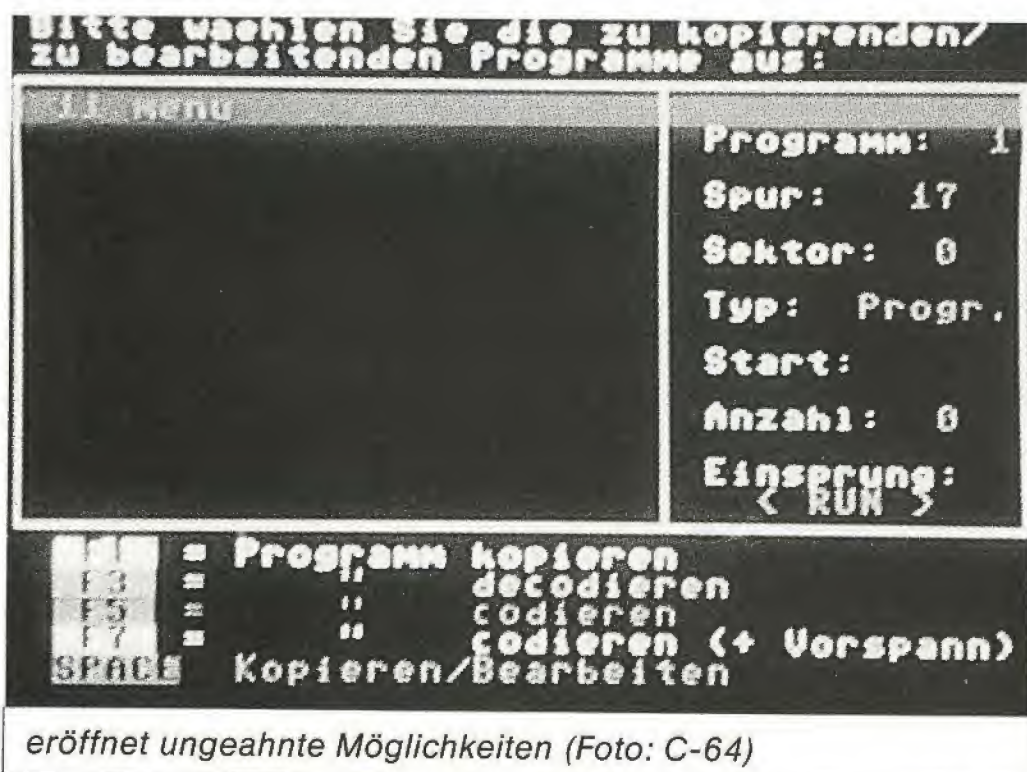 Bitte waehlen Sie die zu kopierenden/
zu bearbeitenden Programme aus:
11 Menu
Programm: 1
Spur: 17
Sektor: 0
Typ: Progr.
Start:
Anzahl: 0
Einsprung:
< RUN >
= Programm kopieren
F3 = " decodieren
F5 = " codieren
F7 = " codieren (+ Vorspann)
SPACE Kopieren/Bearbeiten
eröffnet ungeahnte Möglichkeiten (Foto: C-64)